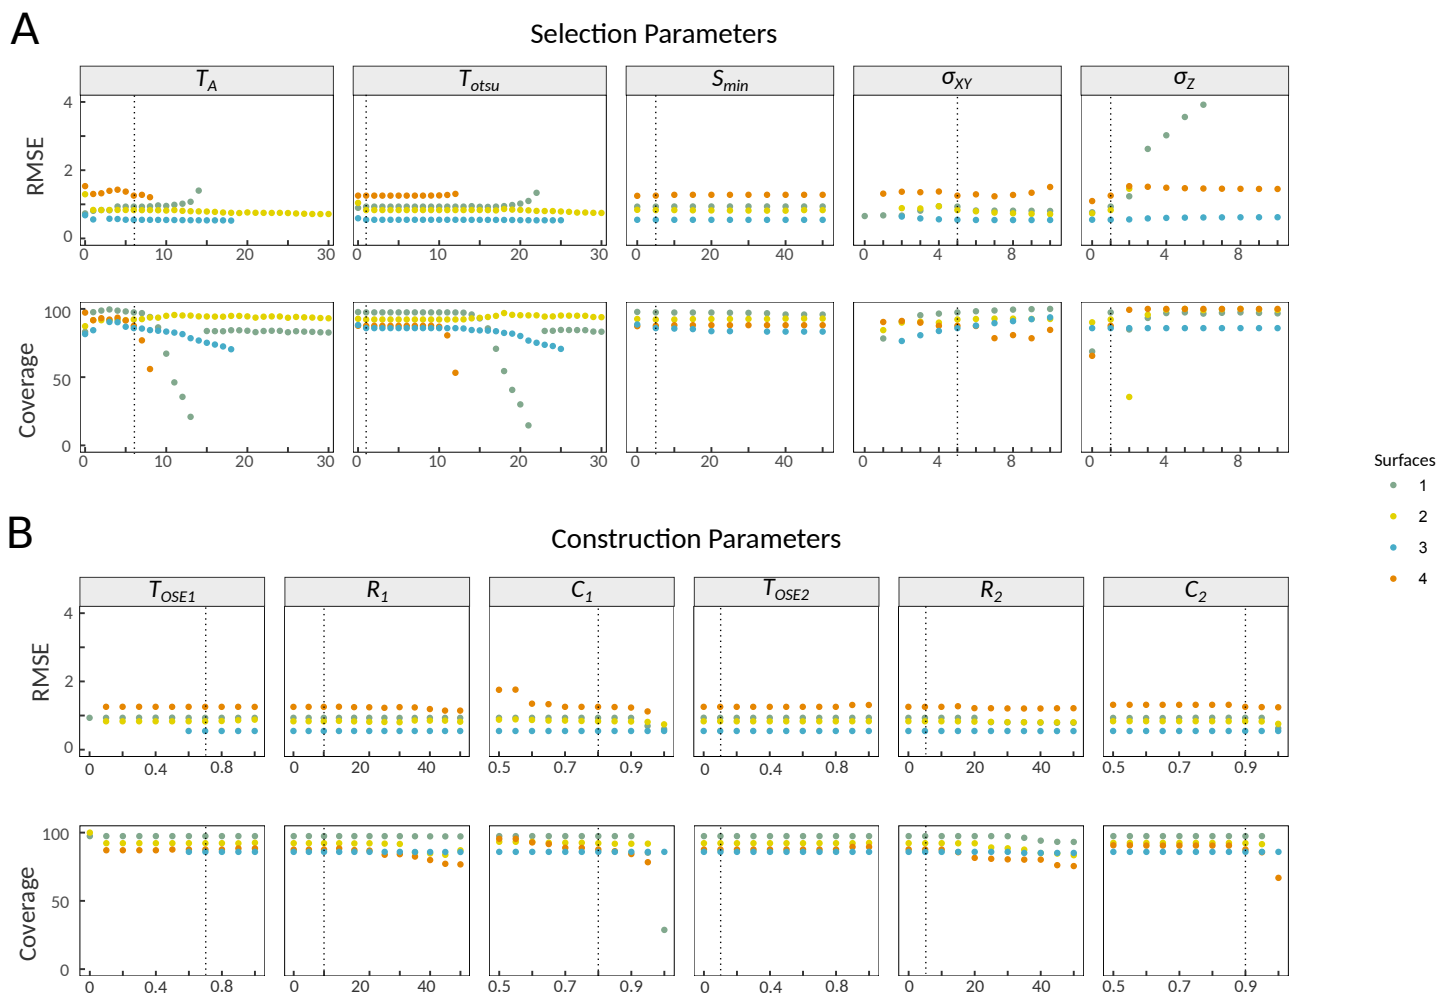 A
Selection Parameters
T_A T_otsu S_min σ_XY σ_Z
RMSE
4
2
0
0 10 20 30 0 10 20 30 0 20 40 0 4 8 0 4 8
Coverage
100
50
0
0 10 20 30 0 10 20 30 0 20 40 0 4 8 0 4 8
Surfaces
1
2
3
4
B
Construction Parameters
T_OSE1 R_1 C_1 T_OSE2 R_2 C_2
RMSE
4
2
0
0 0.4 0.8 0 20 40 0.5 0.7 0.9 0 0.4 0.8 0 20 40 0.5 0.7 0.9
Coverage
100
50
0
0 0.4 0.8 0 20 40 0.5 0.7 0.9 0 0.4 0.8 0 20 40 0.5 0.7 0.9